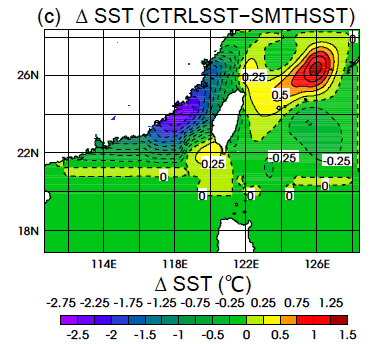 (c) Δ SST (CTRLSST−SMTHSST)
0
26N
0.25
0.5
22N
0.25
-0.25
-0.25
0
0
0
0
0
18N
114E 118E 122E 126E
Δ SST (℃)
-2.75 -2.25 -1.75 -1.25 -0.75 -0.25 0.25 0.75 1.25
-2.5 -2 -1.5 -1 -0.5 0 0.5 1 1.5